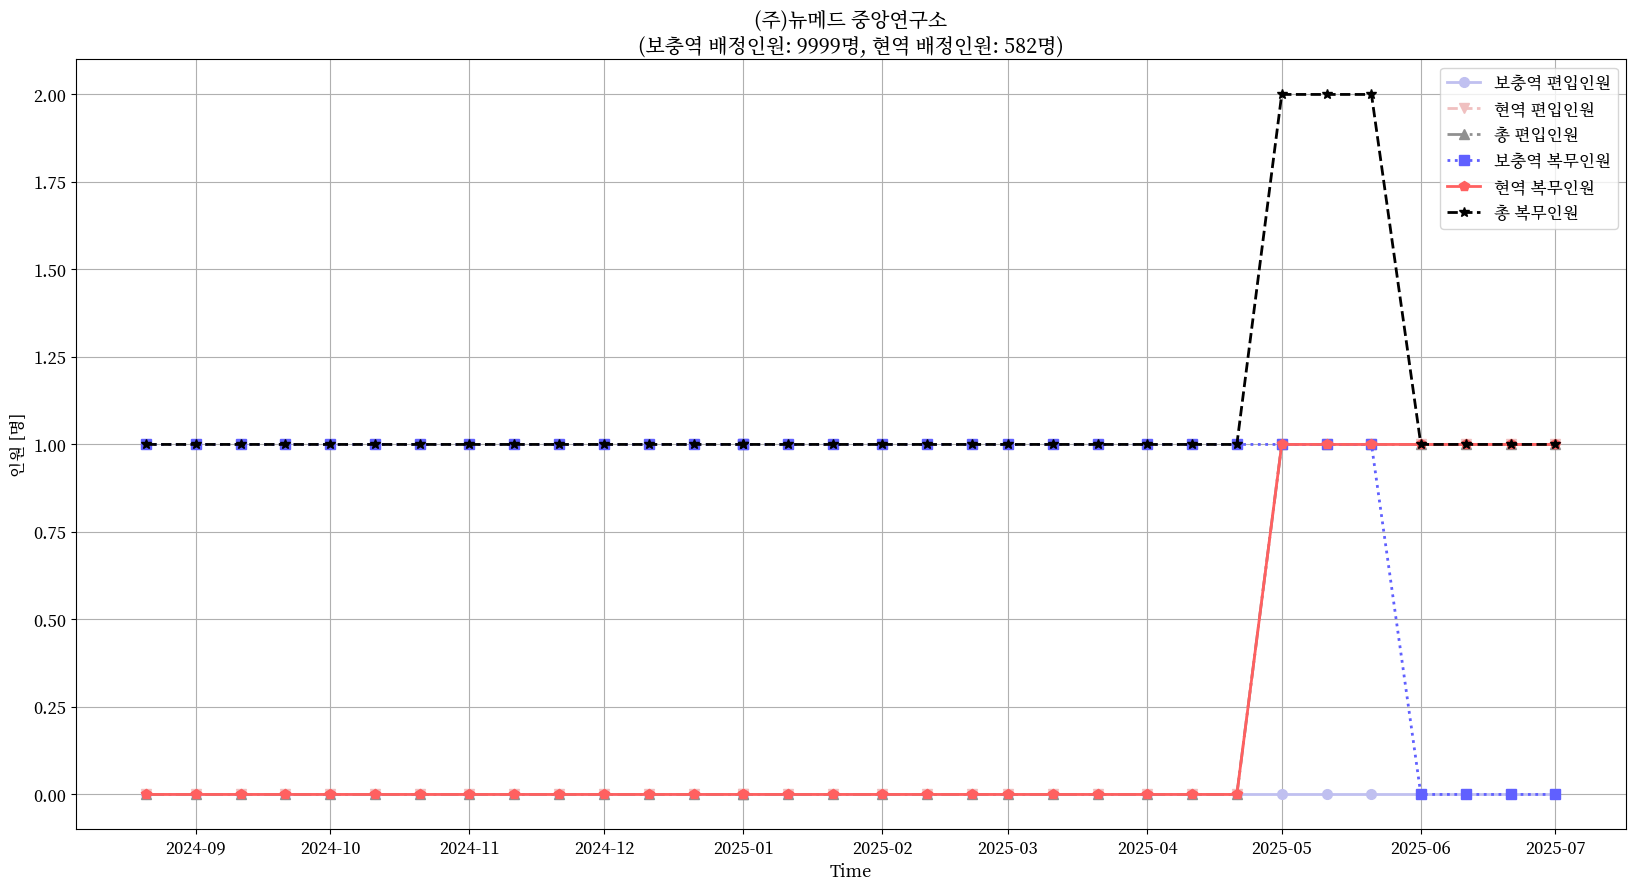 (주)뉴메드 중앙연구소
(보충역 배정인원: 9999명, 현역 배정인원: 582명)
보충역 편입인원
현역 편입인원
총 편입인원
보충역 복무인원
현역 복무인원
총 복무인원
인원 [명]
2.00
1.75
1.50
1.25
1.00
0.75
0.50
0.25
0.00
2024-09 2024-10 2024-11 2024-12 2025-01 2025-02 2025-03 2025-04 2025-05 2025-06 2025-07
Time